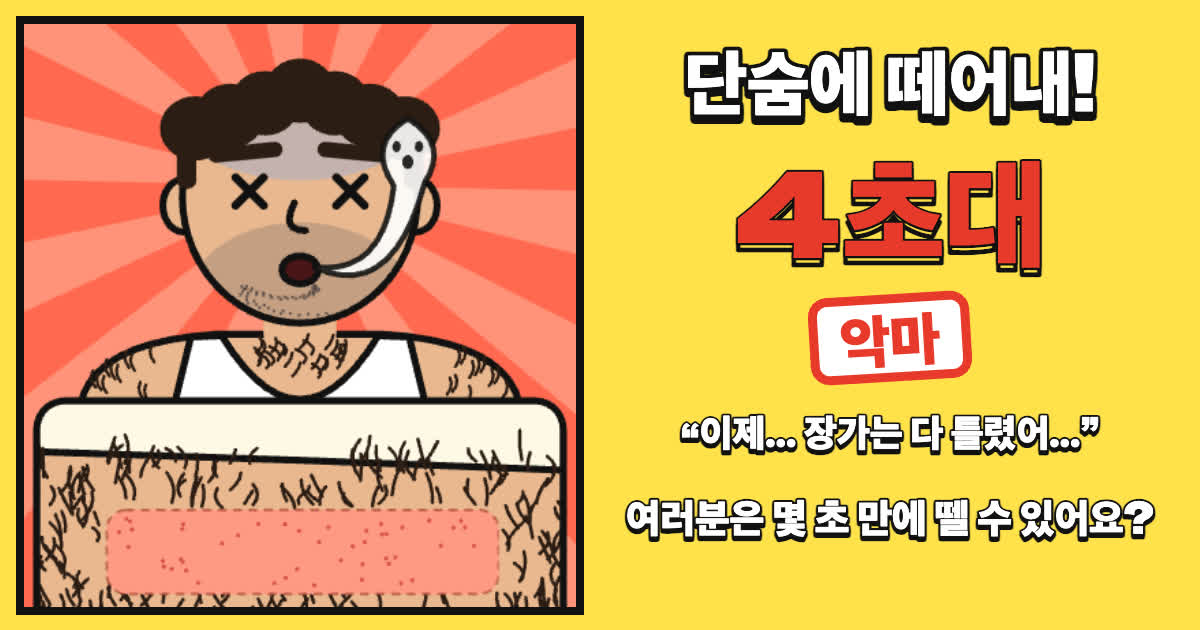 단숨에 떼어내!
4초대
악마
“이제... 장가는 다 틀렸어...”
여러분은 몇 초 만에 뗄 수 있어요?